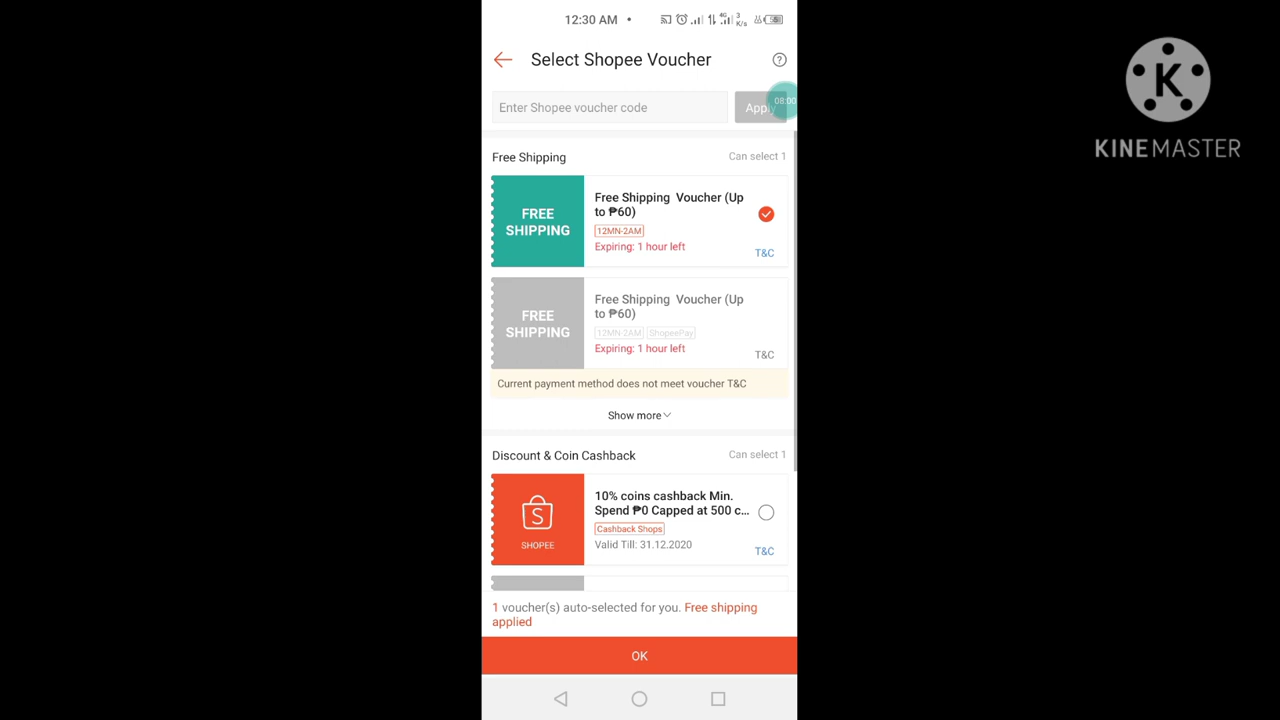 12:30 AM •
4G
3
K/s
Select Shopee Voucher
?
Enter Shopee voucher code
08:00
Free Shipping
Can select 1
FREE
SHIPPING
Free Shipping Voucher (Up
to ₱60)
12MN-2AM
Expiring: 1 hour left
T&C
FREE
SHIPPING
Free Shipping Voucher (Up
to ₱60)
12MN-2AM ShopeePay
Expiring: 1 hour left
T&C
Current payment method does not meet voucher T&C
Show more
Discount & Coin Cashback
Can select 1
S
SHOPEE
10% coins cashback Min.
Spend ₱0 Capped at 500 c...
Cashback Shops
Valid Till: 31.12.2020
T&C
1 voucher(s) auto-selected for you. Free shipping
applied
OK
K
KINEMASTER